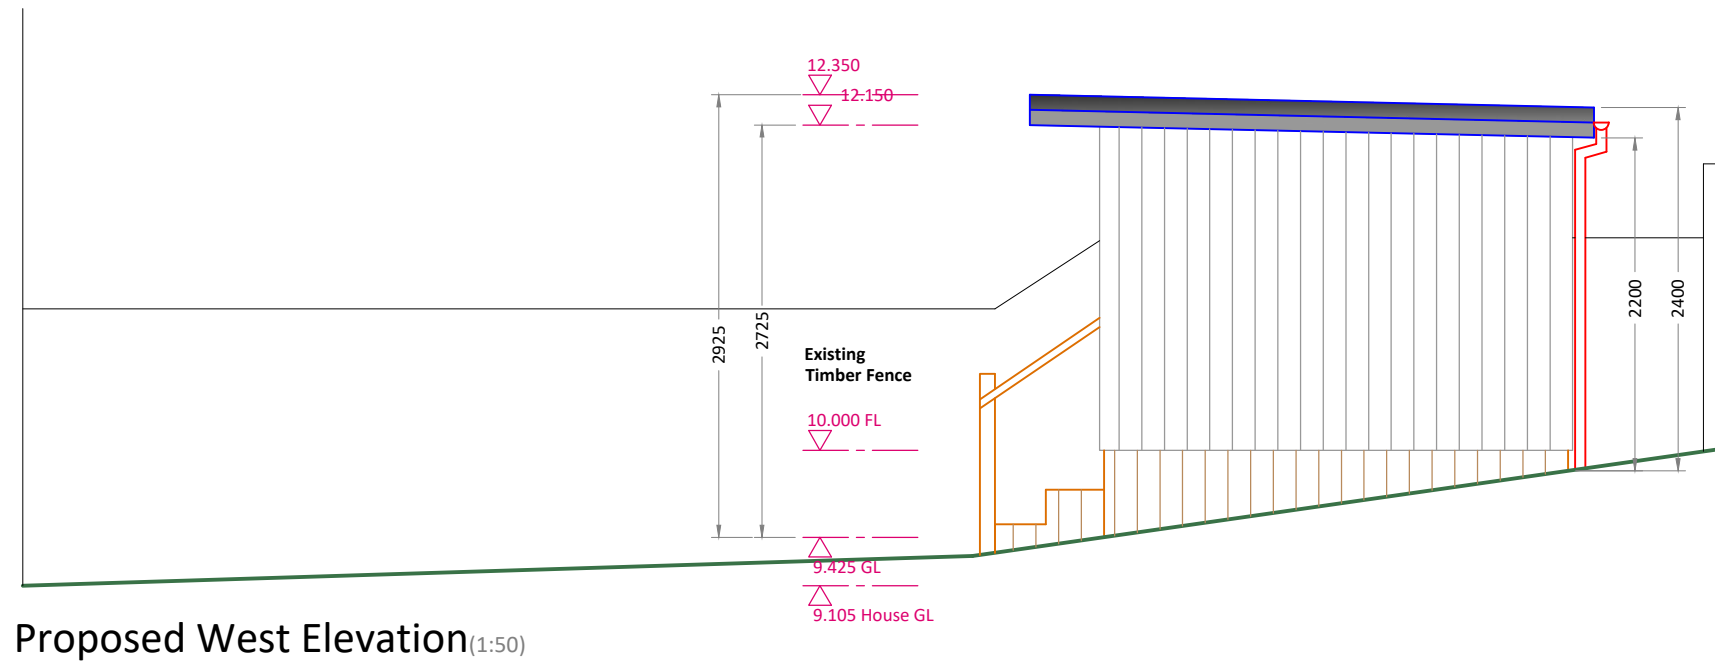 12.350
12.150
2925
2725
Existing
Timber Fence
10.000 FL
9.425 GL
9.105 House GL
2200
2400
Proposed West Elevation(1:50)